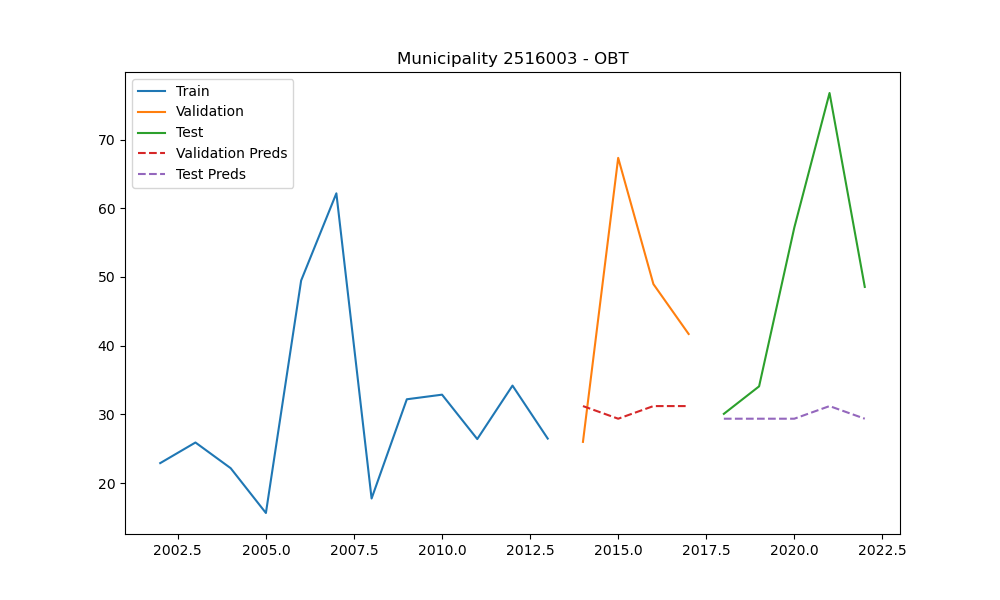 Municipality 2516003 - OBT
Train
Validation
Test
Validation Preds
Test Preds
70
60
50
40
30
20
2002.5 2005.0 2007.5 2010.0 2012.5 2015.0 2017.5 2020.0 2022.5